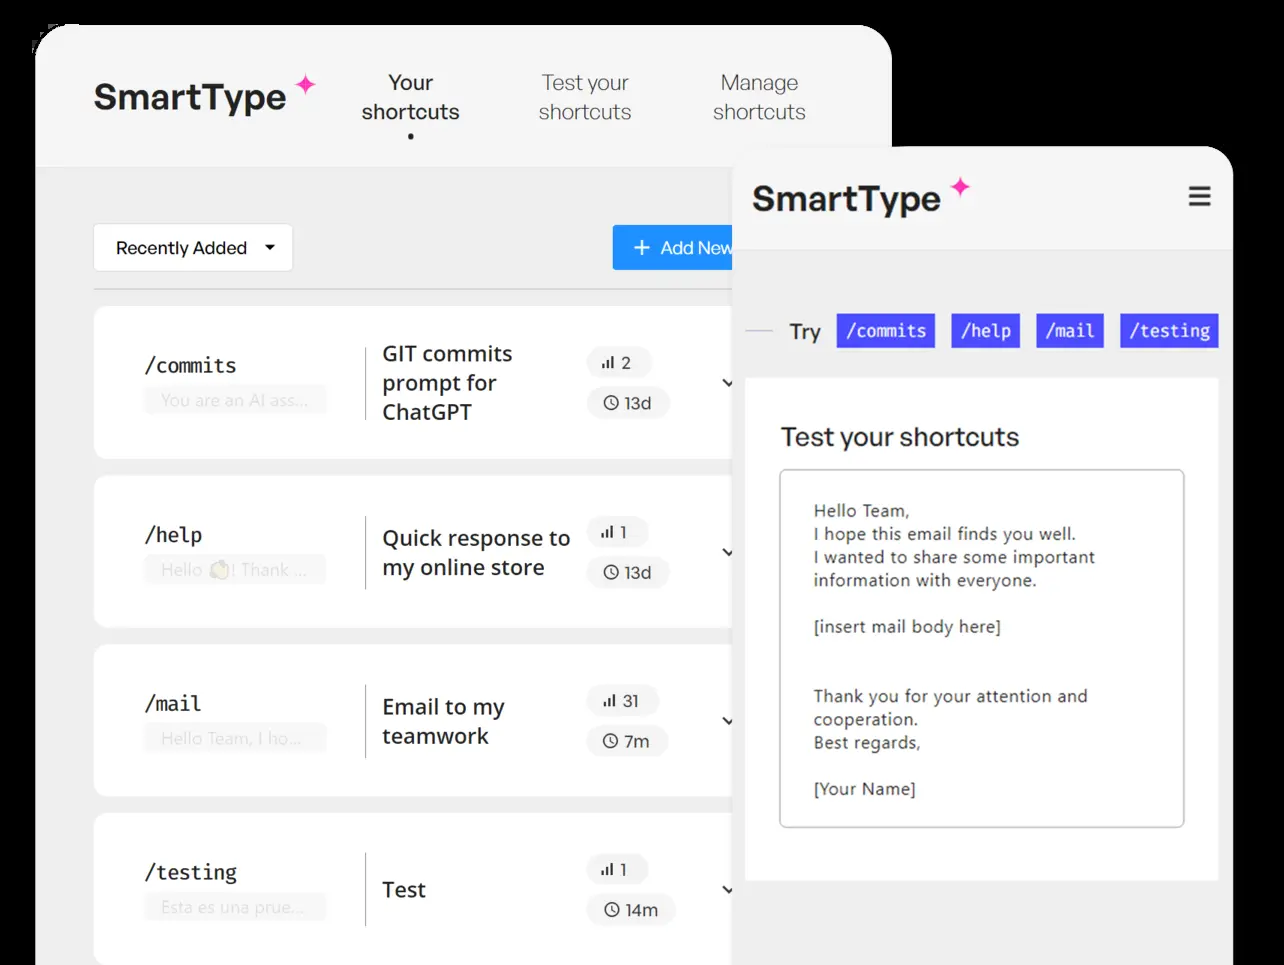 SmartType
Your
shortcuts
Test your
shortcuts
Manage
shortcuts
Recently Added
+ Add New
/commits
You are an AI ass...
GIT commits
prompt for
ChatGPT
2
13d
/help
Hello ! Thank ...
Quick response to
my online store
1
13d
/mail
Hello Team, I ho...
Email to my
teamwork
31
7m
/testing
Esta es una prue...
Test
1
14m
SmartType
Try /commits /help /mail /testing
Test your shortcuts
Hello Team,
I hope this email finds you well.
I wanted to share some important
information with everyone.
[insert mail body here]
Thank you for your attention and
cooperation.
Best regards,
[Your Name]